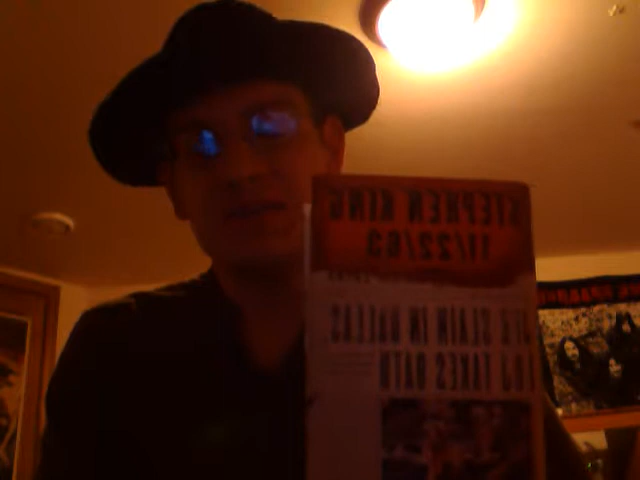 STEPHEN KING
11/22/63
JFK SLAIN IN DALLAS
LBJ TAKES OATH